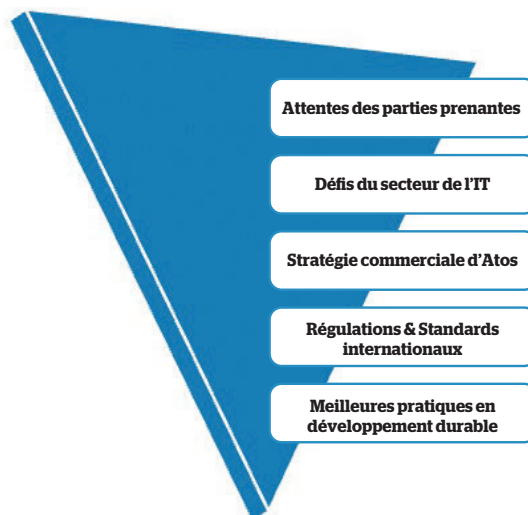 Attentes des parties prenantes
Défis du secteur de l'IT
Stratégie commerciale d'Atos
Régulations & Standards
internationaux
Meilleures pratiques en
développement durable